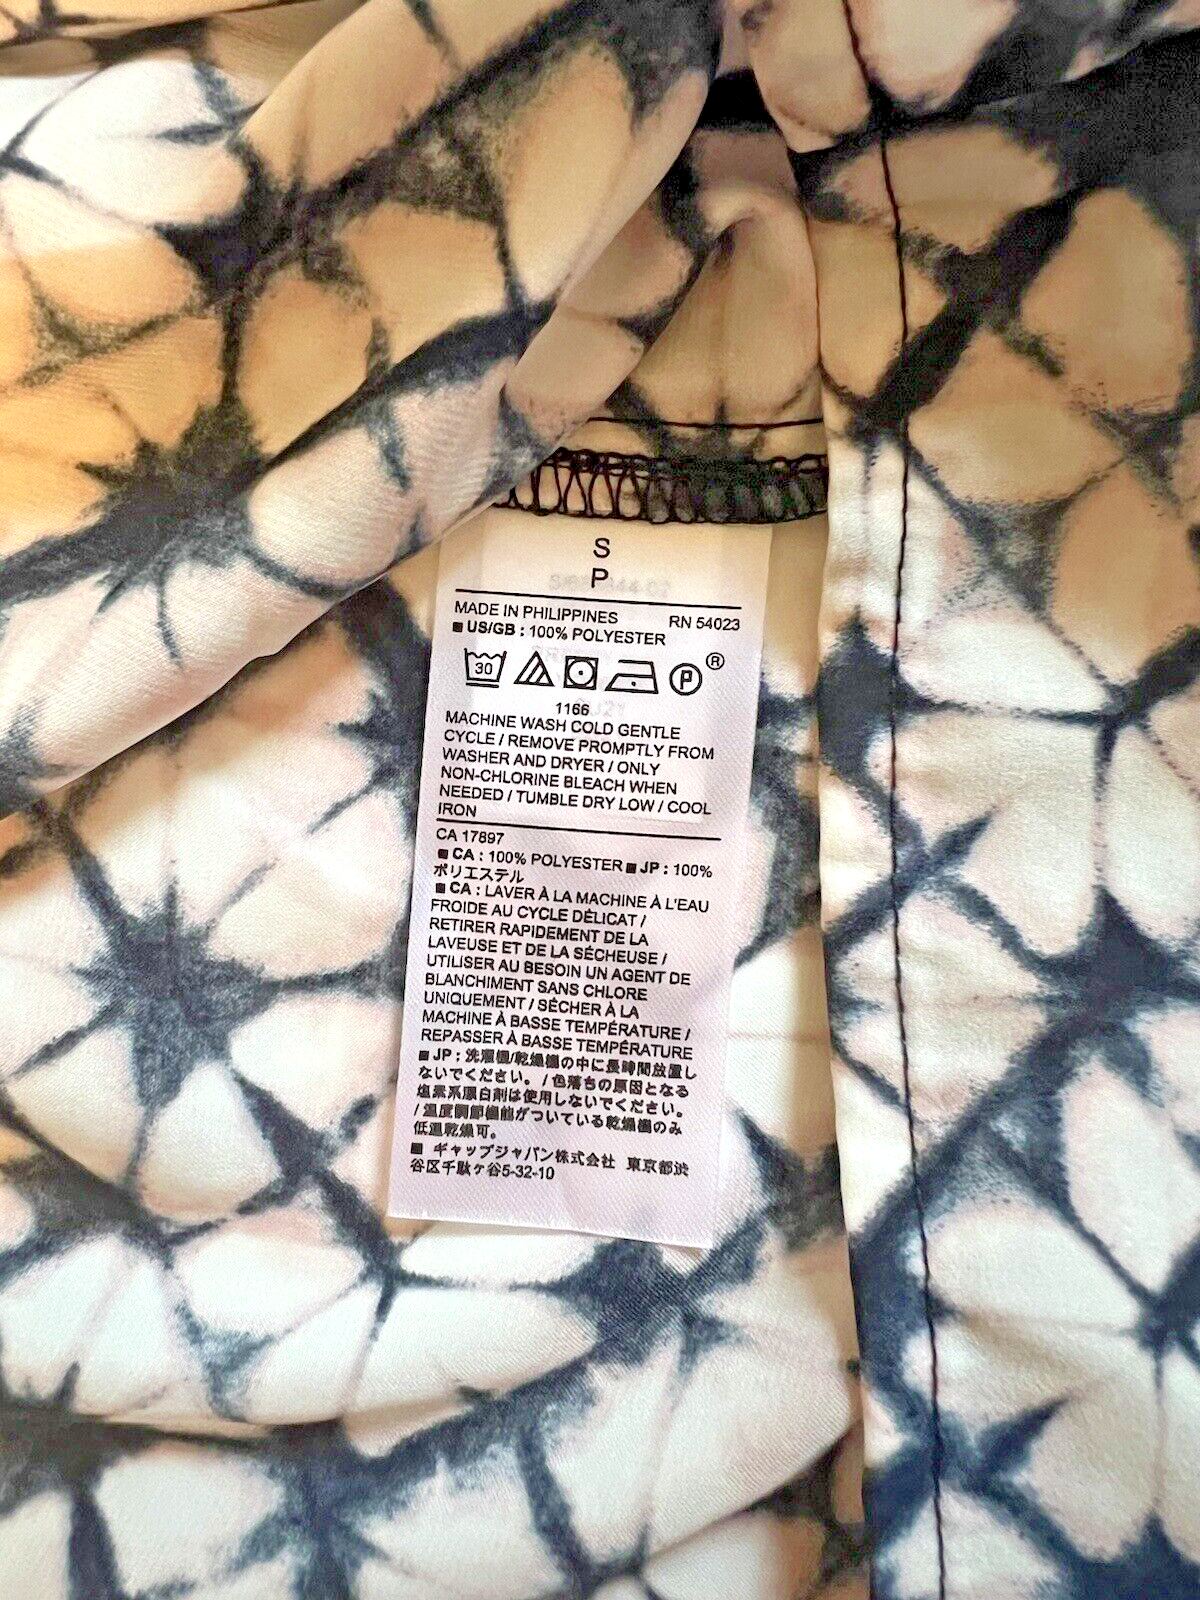 S
P
MADE IN PHILIPPINES RN 54023
■ US/GB : 100% POLYESTER
30 P ®
1166
MACHINE WASH COLD GENTLE
CYCLE / REMOVE PROMPTLY FROM
WASHER AND DRYER / ONLY
NON-CHLORINE BLEACH WHEN
NEEDED / TUMBLE DRY LOW / COOL
IRON
CA 17897
■ CA : 100% POLYESTER ■ JP : 100%
ポリエステル
■ CA : LAVER À LA MACHINE À L'EAU
FROIDE AU CYCLE DÉLICAT /
RETIRER RAPIDEMENT DE LA
LAVEUSE ET DE LA SÉCHEUSE /
UTILISER AU BESOIN UN AGENT DE
BLANCHIMENT SANS CHLORE
UNIQUEMENT / SÉCHER À LA
MACHINE À BASSE TEMPÉRATURE /
REPASSER À BASSE TEMPÉRATURE
■ JP : 洗濯機/乾燥機の中に長時間放置し
ないでください。 / 色落ちの原因となる
塩素系漂白剤は使用しないでください。
/ 温度調節機能がついている乾燥機のみ
低温乾燥可。
■ ギャップジャパン株式会社 東京都渋
谷区千駄ヶ谷5-32-10